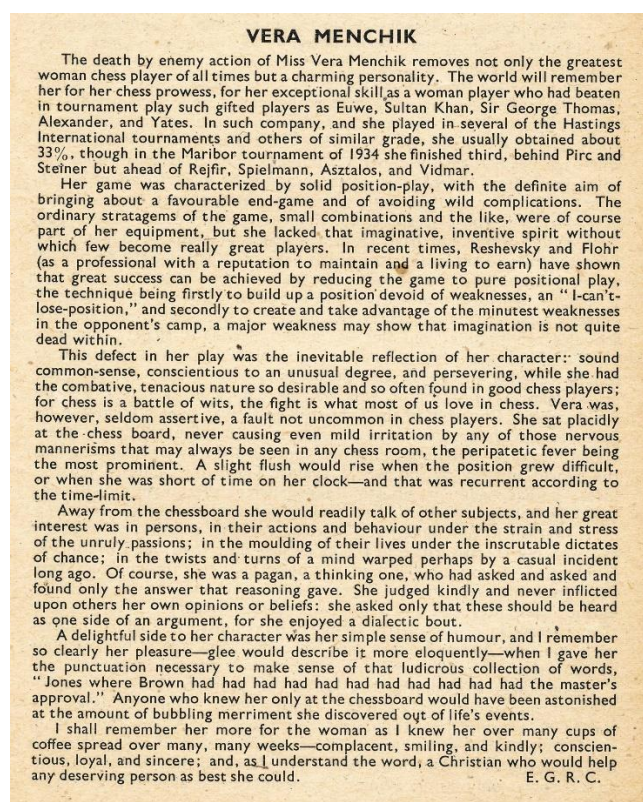 VERA MENCHIK
The death by enemy action of Miss Vera Menchik removes not only the greatest
woman chess player of all times but a charming personality. The world will remember
her for her chess prowess, for her exceptional skill as a woman player who had beaten
in tournament play such gifted players as Euwe, Sultan Khan, Sir George Thomas,
Alexander, and Yates. In such company, and she played in several of the Hastings
International tournaments and others of similar grade, she usually obtained about
33%, though in the Maribor tournament of 1934 she finished third, behind Pirc and
Steiner but ahead of Rejfir, Spielmann, Asztalos, and Vidmar.
Her game was characterized by solid position-play, with the definite aim of
bringing about a favourable end-game and of avoiding wild complications. The
ordinary stratagems of the game, small combinations and the like, were of course
part of her equipment, but she lacked that imaginative, inventive spirit without
which few become really great players. In recent times, Reshevsky and Flohr
(as a professional with a reputation to maintain and a living to earn) have shown
that great success can be achieved by reducing the game to pure positional play,
the technique being firstly to build up a position devoid of weaknesses, an " I-can't-
lose-position," and secondly to create and take advantage of the minutest weaknesses
in the opponent's camp, a major weakness may show that imagination is not quite
dead within.
This defect in her play was the inevitable reflection of her character: sound
common-sense, conscientious to an unusual degree, and persevering, while she had
the combative, tenacious nature so desirable and so often found in good chess players;
for chess is a battle of wits, the fight is what most of us love in chess. Vera was,
however, seldom assertive, a fault not uncommon in chess players. She sat placidly
at the chess board, never causing even mild irritation by any of those nervous
mannerisms that may always be seen in any chess room, the peripatetic fever being
the most prominent. A slight flush would rise when the position grew difficult,
or when she was short of time on her clock—and that was recurrent according to
the time-limit.
Away from the chessboard she would readily talk of other subjects, and her great
interest was in persons, in their actions and behaviour under the strain and stress
of the unruly passions; in the moulding of their lives under the inscrutable dictates
of chance; in the twists and turns of a mind warped perhaps by a casual incident
long ago. Of course, she was a pagan, a thinking one, who had asked and asked and
found only the answer that reasoning gave. She judged kindly and never inflicted
upon others her own opinions or beliefs: she asked only that these should be heard
as one side of an argument, for she enjoyed a dialectic bout.
A delightful side to her character was her simple sense of humour, and I remember
so clearly her pleasure—glee would describe it more eloquently—when I gave her
the punctuation necessary to make sense of that ludicrous collection of words,
" Jones where Brown had had had had had had had had had had the master's
approval." Anyone who knew her only at the chessboard would have been astonished
at the amount of bubbling merriment she discovered out of life's events.
I shall remember her more for the woman as I knew her over many cups of
coffee spread over many, many weeks—complacent, smiling, and kindly; conscien-
tious, loyal, and sincere; and, as I understand the word, a Christian who would help
any deserving person as best she could. E. G. R. C.